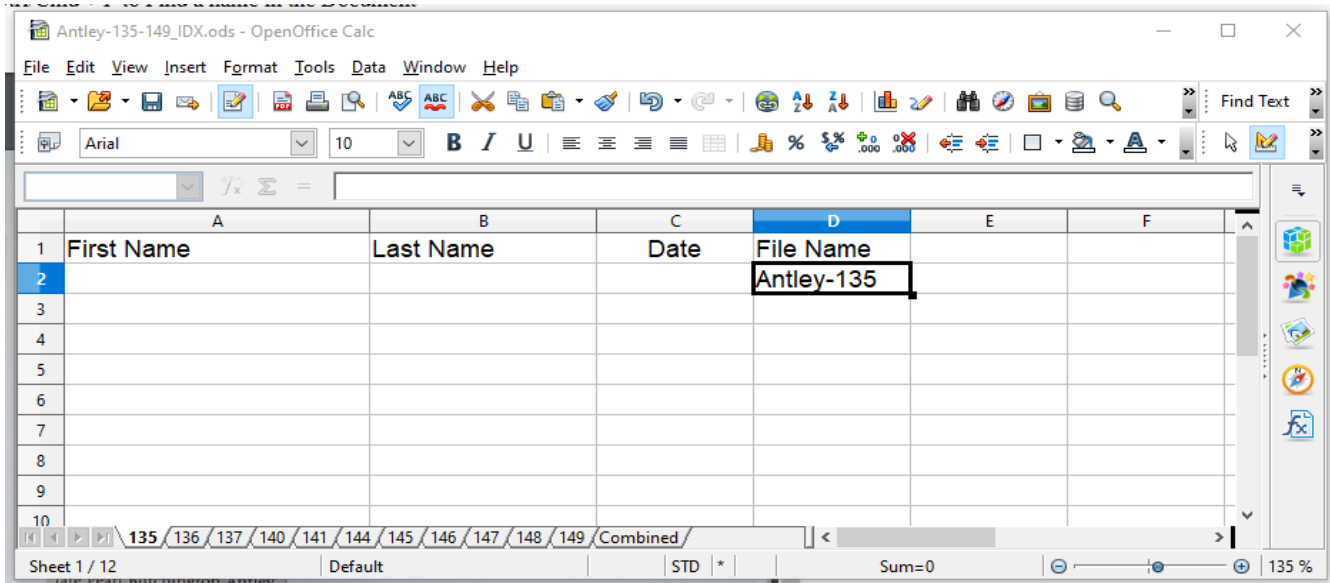 Antley-135-149_IDX.ods - OpenOffice Calc
File Edit View Insert Format Tools Data Window Help
Find Text
Arial 10
A B C D E F
1 First Name Last Name Date File Name
2 Antley-135
3
4
5
6
7
8
9
10
135 136 137 140 141 144 145 146 147 148 149 Combined
Sheet 1 / 12 Default STD * Sum=0 135 %